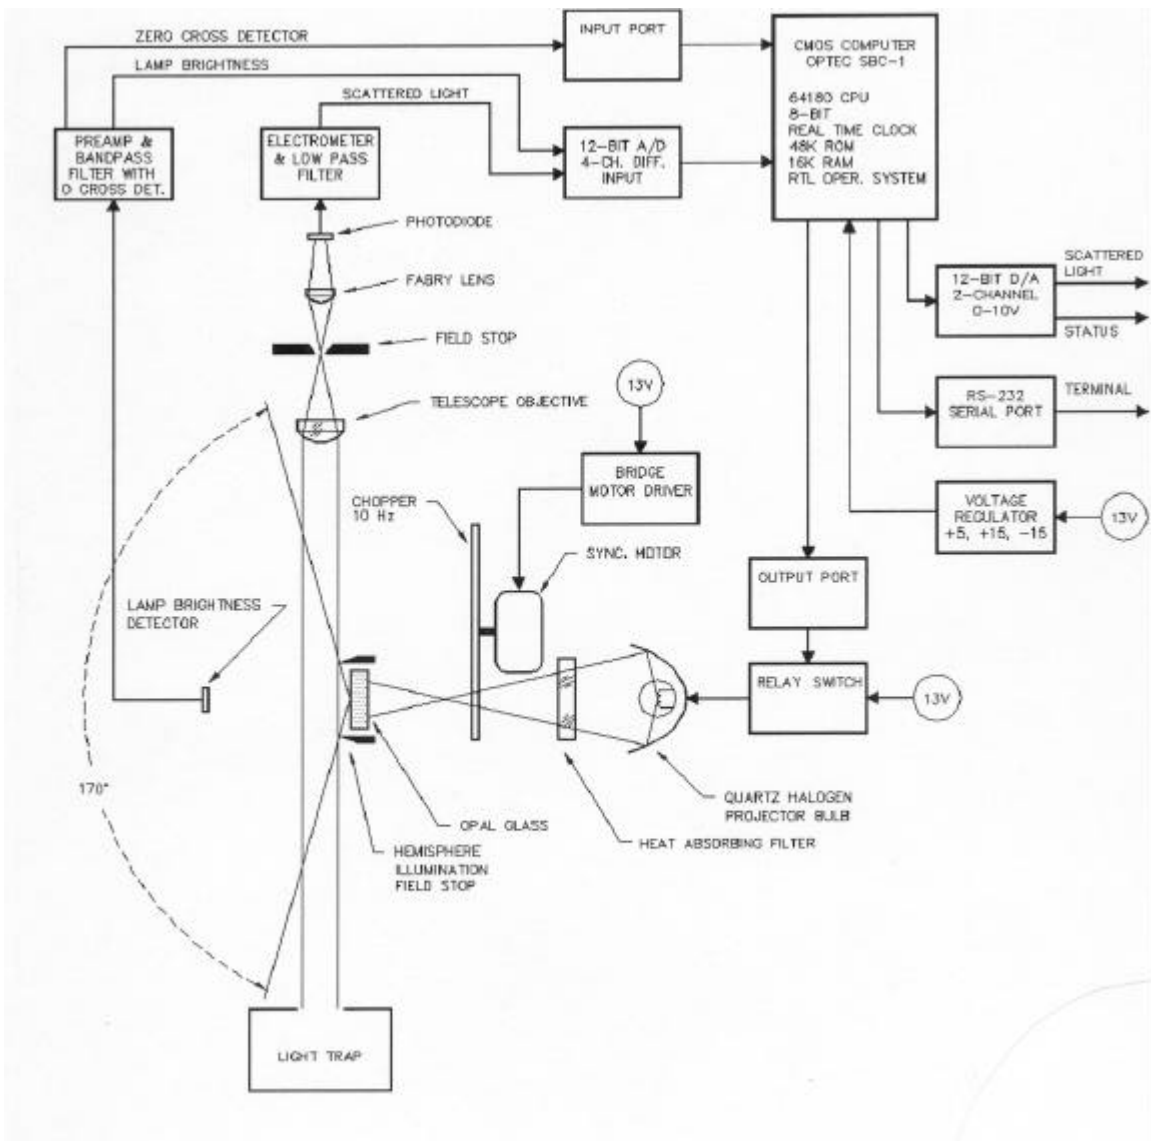 ZERO CROSS DETECTOR
LAMP BRIGHTNESS
SCATTERED LIGHT
INPUT PORT
CMOS COMPUTER
OPTEC SBC-1
64180 CPU
8-BIT
REAL TIME CLOCK
48K ROM
16K RAM
RTL OPER. SYSTEM
PREAMP &
BANDPASS
FILTER WITH
0 CROSS DET.
ELECTROMETER
& LOW PASS
FILTER
12-BIT A/D
4-CH. DIFF.
INPUT
PHOTODIODE
FABRY LENS
FIELD STOP
TELESCOPE OBJECTIVE
SCATTERED
LIGHT
12-BIT D/A
2-CHANNEL
0-10V
STATUS
13V
RS-232
SERIAL PORT
TERMINAL
BRIDGE
MOTOR DRIVER
CHOPPER
10 Hz
VOLTAGE
REGULATOR
+5, +15, -15
13V
SYNC. MOTOR
OUTPUT PORT
LAMP BRIGHTNESS
DETECTOR
RELAY SWITCH
13V
170°
QUARTZ HALOGEN
PROJECTOR BULB
OPAL GLASS
HEAT ABSORBING FILTER
HEMISPHERE
ILLUMINATION
FIELD STOP
LIGHT TRAP